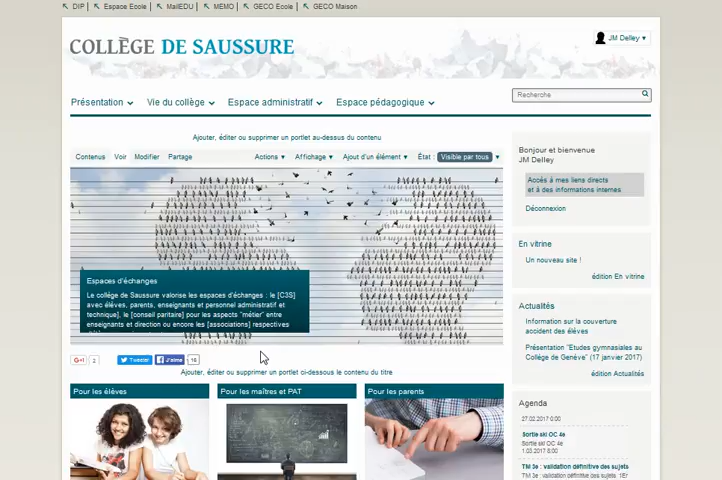 DIP Espace Ecole MailEDU MEMO GECO Ecole GECO Maison
COLLÈGE DE SAUSSURE
JM Delley
Présentation Vie du collège Espace administratif Espace pédagogique
Recherche
Ajouter, éditer ou supprimer un portlet au-dessus du contenu
Contenus Voir Modifier Partage Actions Affichage Ajout d'un élément État : Visible par tous
Espaces d'échanges
Le collège de Saussure valorise les espaces d'échanges : le [C3S]
avec élèves, parents, enseignants et personnel administratif et
technique], le [conseil paritaire] pour les aspects "métier" entre
enseignants et direction ou encore les [associations] respectives
G+1 2 Tweeter J'aime 18
Ajouter, éditer ou supprimer un portlet ci-dessous le contenu du titre
Pour les élèves
Pour les maîtres et PAT
Pour les parents
Bonjour et bienvenue
JM Delley
Accès à mes liens directs
et à des informations internes
Déconnexion
En vitrine
Un nouveau site !
édition En vitrine
Actualités
Information sur la couverture
accident des élèves
Présentation "Etudes gymnasiales au
Collège de Genève" (17 janvier 2017)
édition Actualités
Agenda
27.02.2017 0:00
Sortie ski OC 4e
Sortie ski OC 4e
1.03.2017 8:00
TM 3e : validation définitive des sujets